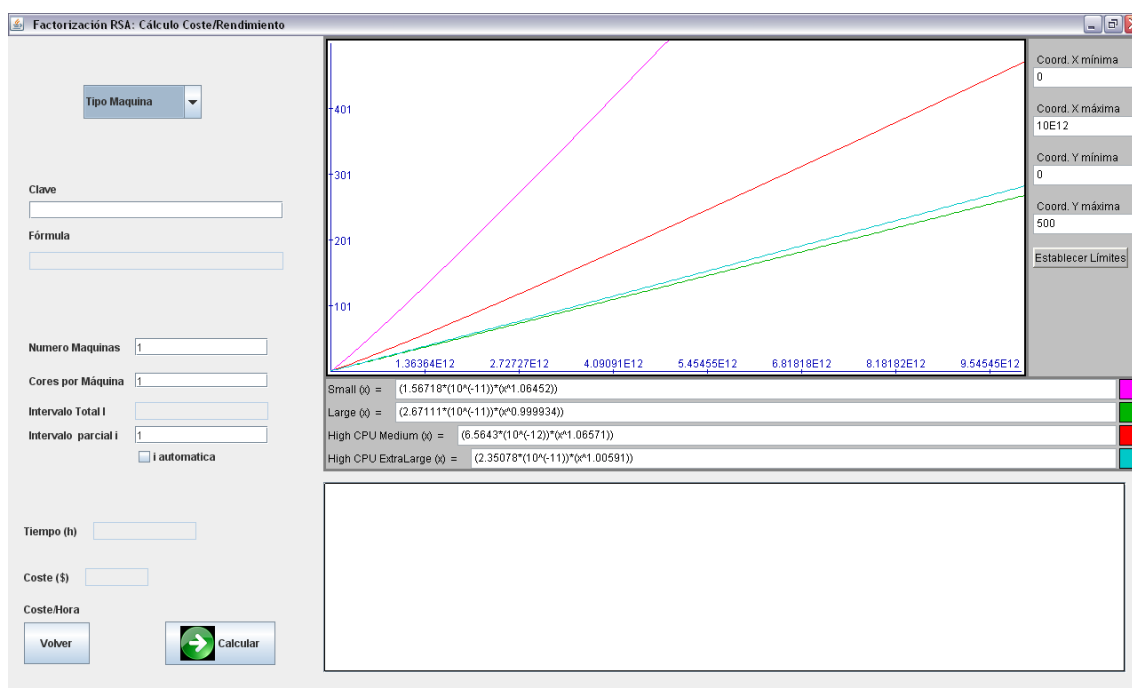 Factorización RSA: Cálculo Coste/Rendimiento
Tipo Maquina
Clave
Fórmula
Numero Maquinas 1
Cores por Máquina 1
Intervalo Total I
Intervalo parcial i 1
i automatica
Tiempo (h)
Coste ($)
Coste/Hora
Volver
Calcular
401
301
201
101
1.36364E12 2.72727E12 4.09091E12 5.45455E12 6.81818E12 8.18182E12 9.54545E12
Coord. X mínima
0
Coord. X máxima
10E12
Coord. Y mínima
0
Coord. Y máxima
500
Establecer Límites
Small (x) = (1.56718*(10^(-11))*(x^1.06452))
Large (x) = (2.67111*(10^(-11))*(x^0.999934))
High CPU Medium (x) = (6.5643*(10^(-12))*(x^1.06571))
High CPU ExtraLarge (x) = (2.35078*(10^(-11))*(x^1.00591))